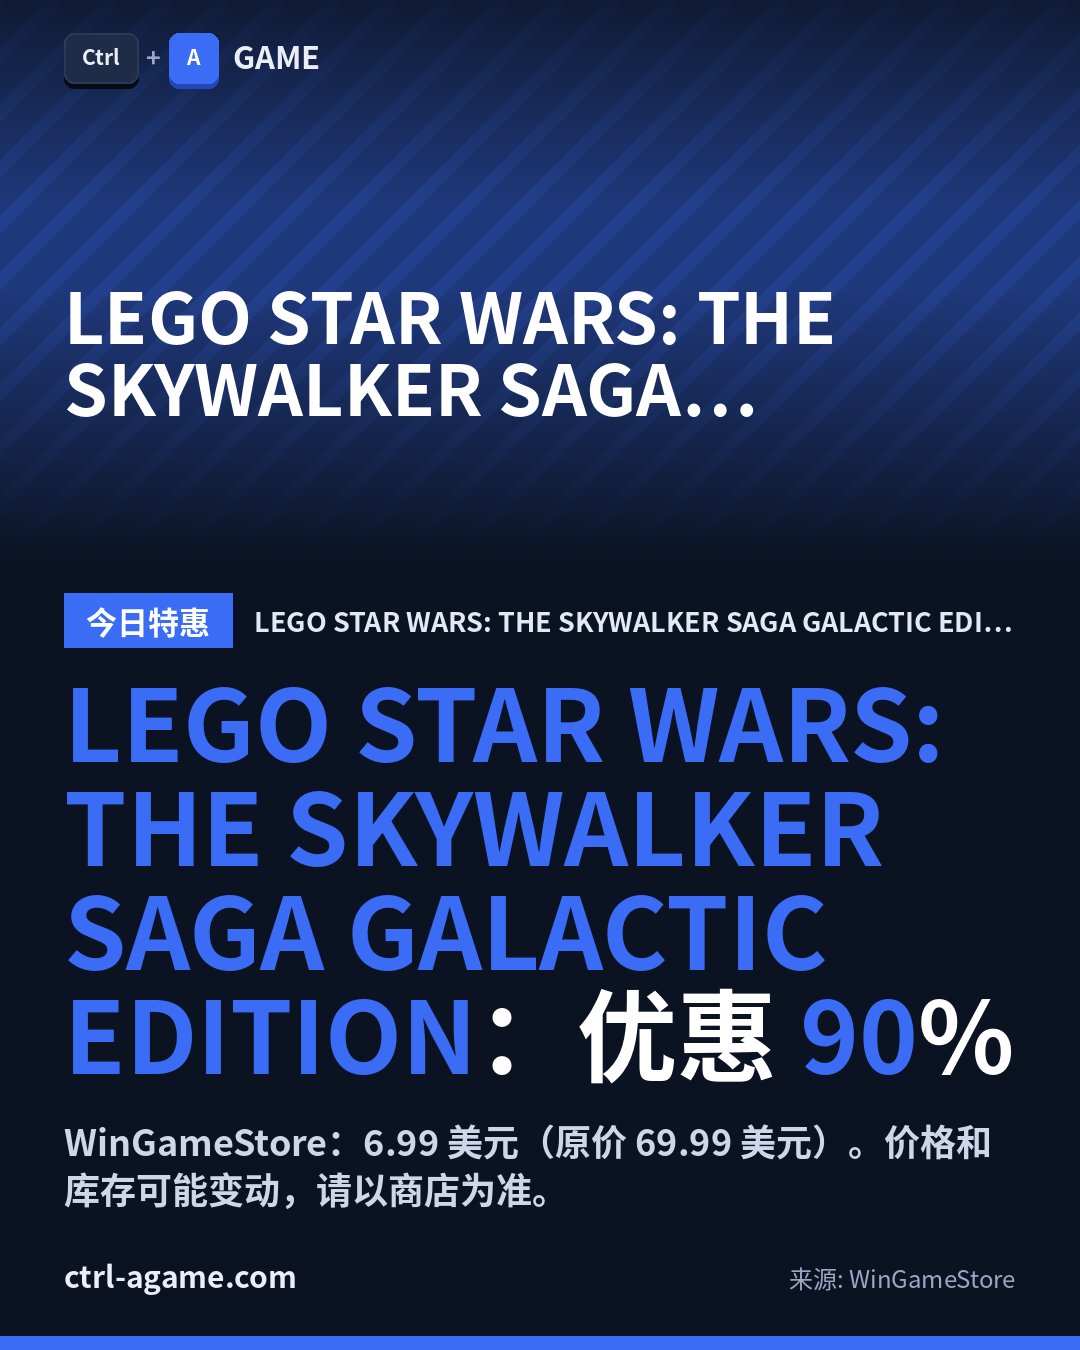 Ctrl + A GAME
LEGO STAR WARS: THE
SKYWALKER SAGA…
今日特惠 LEGO STAR WARS: THE SKYWALKER SAGA GALACTIC EDI…
LEGO STAR WARS:
THE SKYWALKER
SAGA GALACTIC
EDITION：优惠 90%
WinGameStore：6.99 美元（原价 69.99 美元）。价格和
库存可能变动，请以商店为准。
ctrl-agame.com
来源: WinGameStore